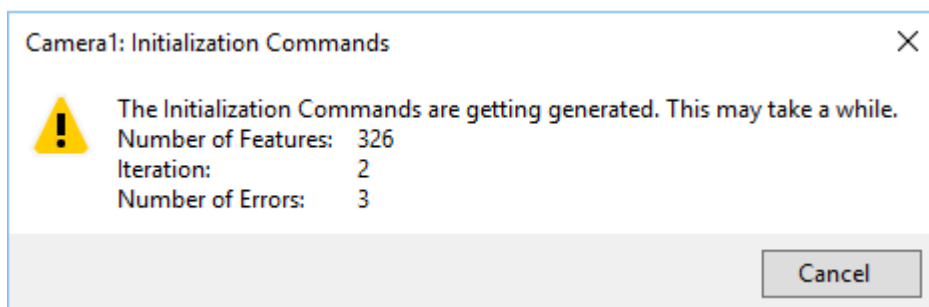 Camera1: Initialization Commands
The Initialization Commands are getting generated. This may take a while.
Number of Features: 326
Iteration: 2
Number of Errors: 3
Cancel